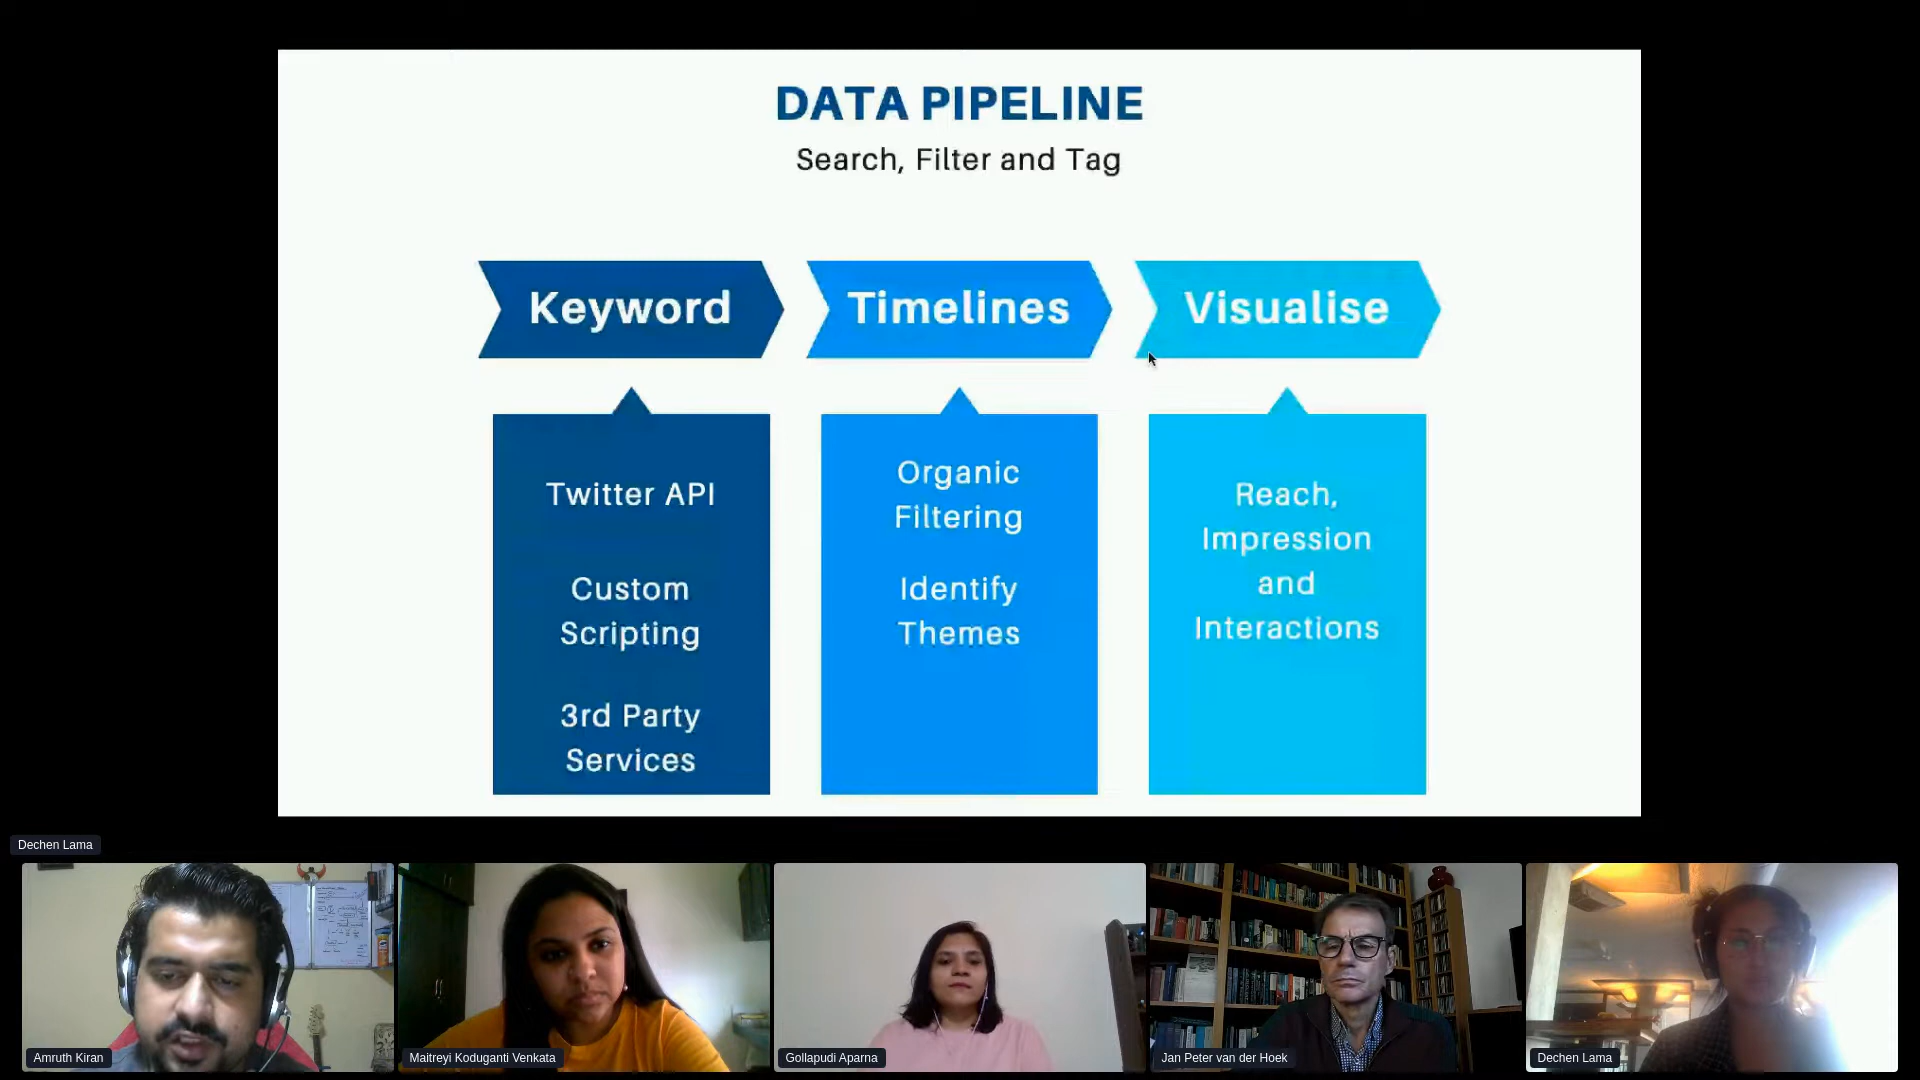 DATA PIPELINE
Search, Filter and Tag
Keyword
Timelines
Visualise
Twitter API
Custom
Scripting
3rd Party
Services
Organic
Filtering
Identify
Themes
Reach,
Impression
and
Interactions
Dechen Lama
Amruth Kiran
Maitreyi Koduganti Venkata
Gollapudi Aparna
Jan Peter van der Hoek
Dechen Lama